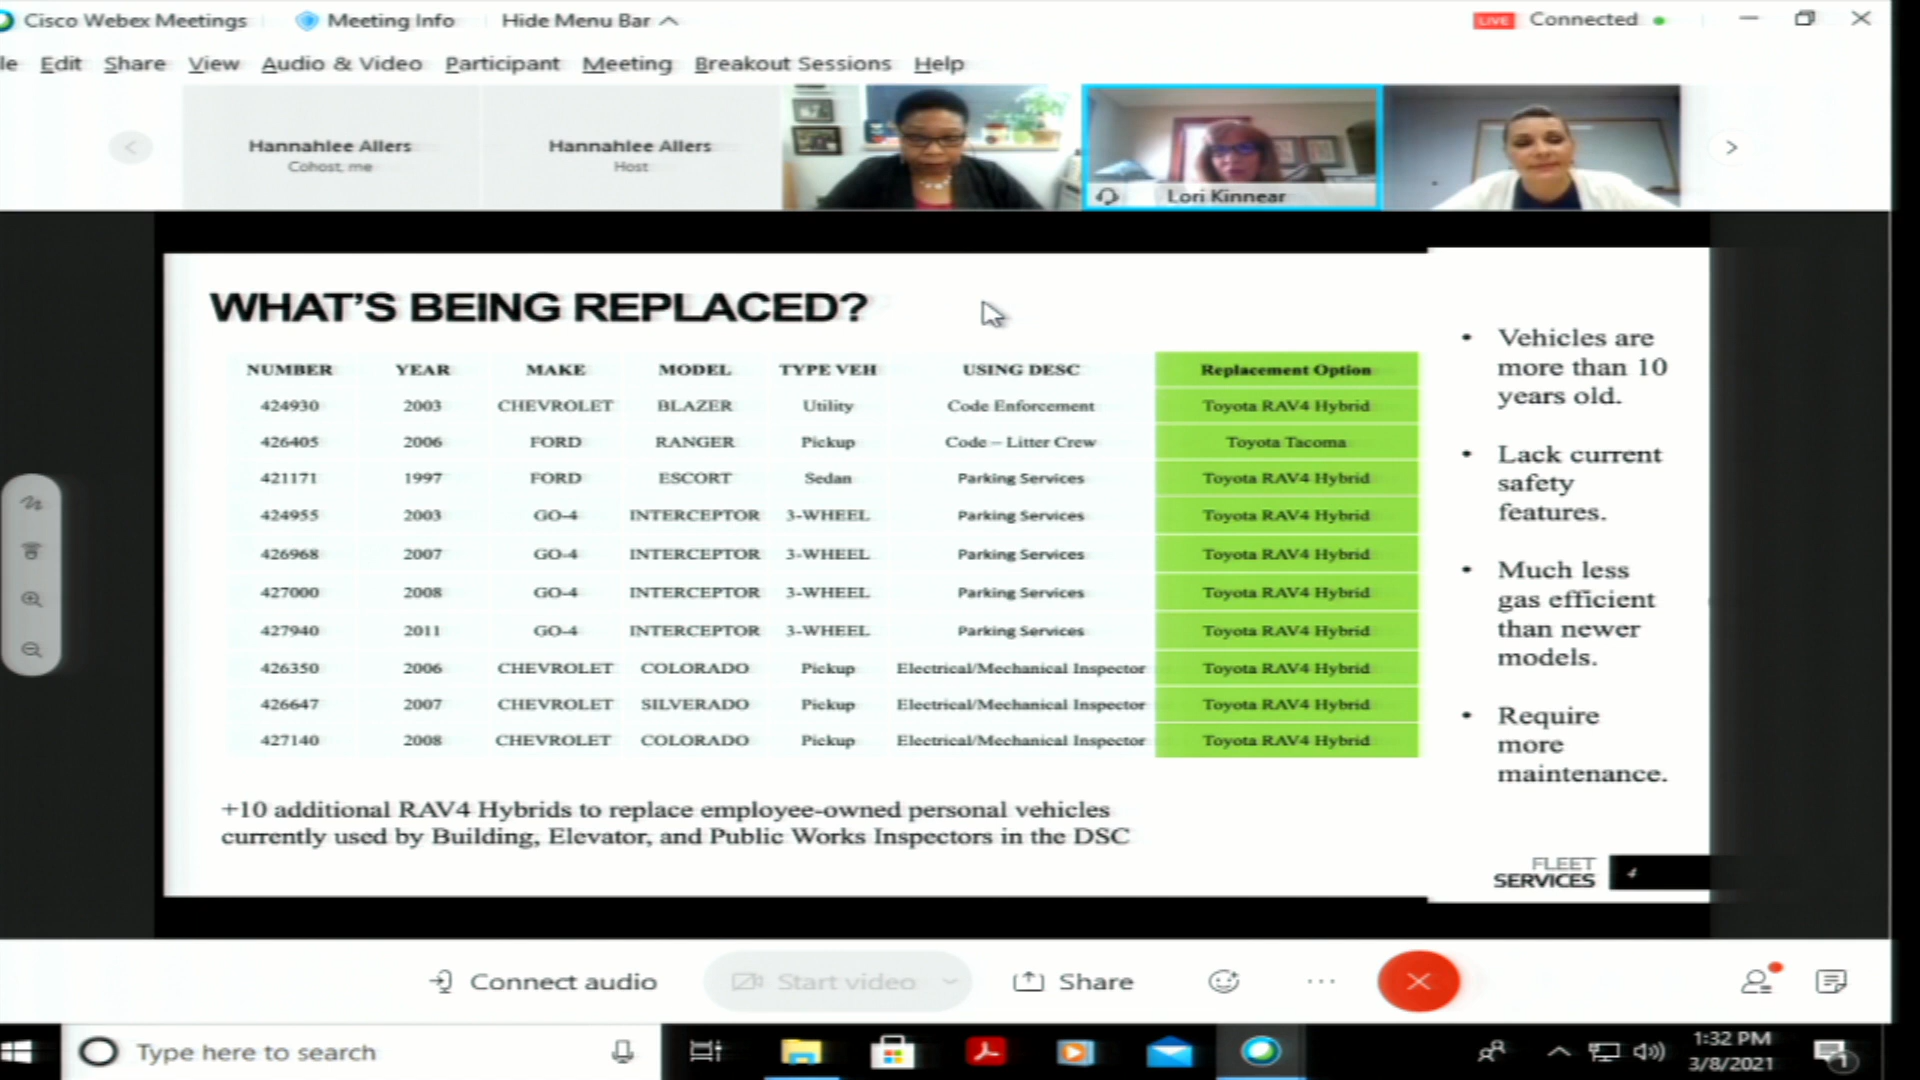 Cisco Webex Meetings Meeting Info Hide Menu Bar LIVE Connected
le Edit Share View Audio & Video Participant Meeting Breakout Sessions Help
Hannahlee Allers
Cohost, me
Hannahlee Allers
Host
Lori Kinnear
WHAT'S BEING REPLACED?
NUMBER YEAR MAKE MODEL TYPE VEH USING DESC Replacement Option
424930 2003 CHEVROLET BLAZER Utility Code Enforcement Toyota RAV4 Hybrid
426405 2006 FORD RANGER Pickup Code – Litter Crew Toyota Tacoma
421171 1997 FORD ESCORT Sedan Parking Services Toyota RAV4 Hybrid
424955 2003 GO-4 INTERCEPTOR 3-WHEEL Parking Services Toyota RAV4 Hybrid
426968 2007 GO-4 INTERCEPTOR 3-WHEEL Parking Services Toyota RAV4 Hybrid
427000 2008 GO-4 INTERCEPTOR 3-WHEEL Parking Services Toyota RAV4 Hybrid
427940 2011 GO-4 INTERCEPTOR 3-WHEEL Parking Services Toyota RAV4 Hybrid
426350 2006 CHEVROLET COLORADO Pickup Electrical/Mechanical Inspector Toyota RAV4 Hybrid
426647 2007 CHEVROLET SILVERADO Pickup Electrical/Mechanical Inspector Toyota RAV4 Hybrid
427140 2008 CHEVROLET COLORADO Pickup Electrical/Mechanical Inspector Toyota RAV4 Hybrid
+10 additional RAV4 Hybrids to replace employee-owned personal vehicles
currently used by Building, Elevator, and Public Works Inspectors in the DSC
• Vehicles are
more than 10
years old.
• Lack current
safety
features.
• Much less
gas efficient
than newer
models.
• Require
more
maintenance.
FLEET
SERVICES
4
Connect audio Start video Share
Type here to search
1:32 PM
3/8/2021
1